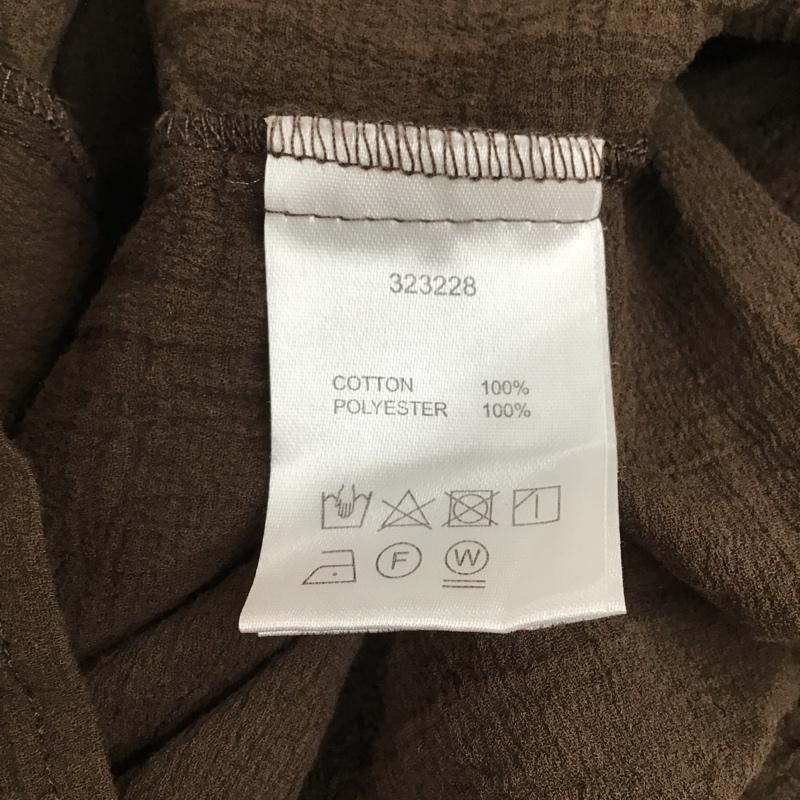 323228
COTTON 100%
POLYESTER 100%
F W